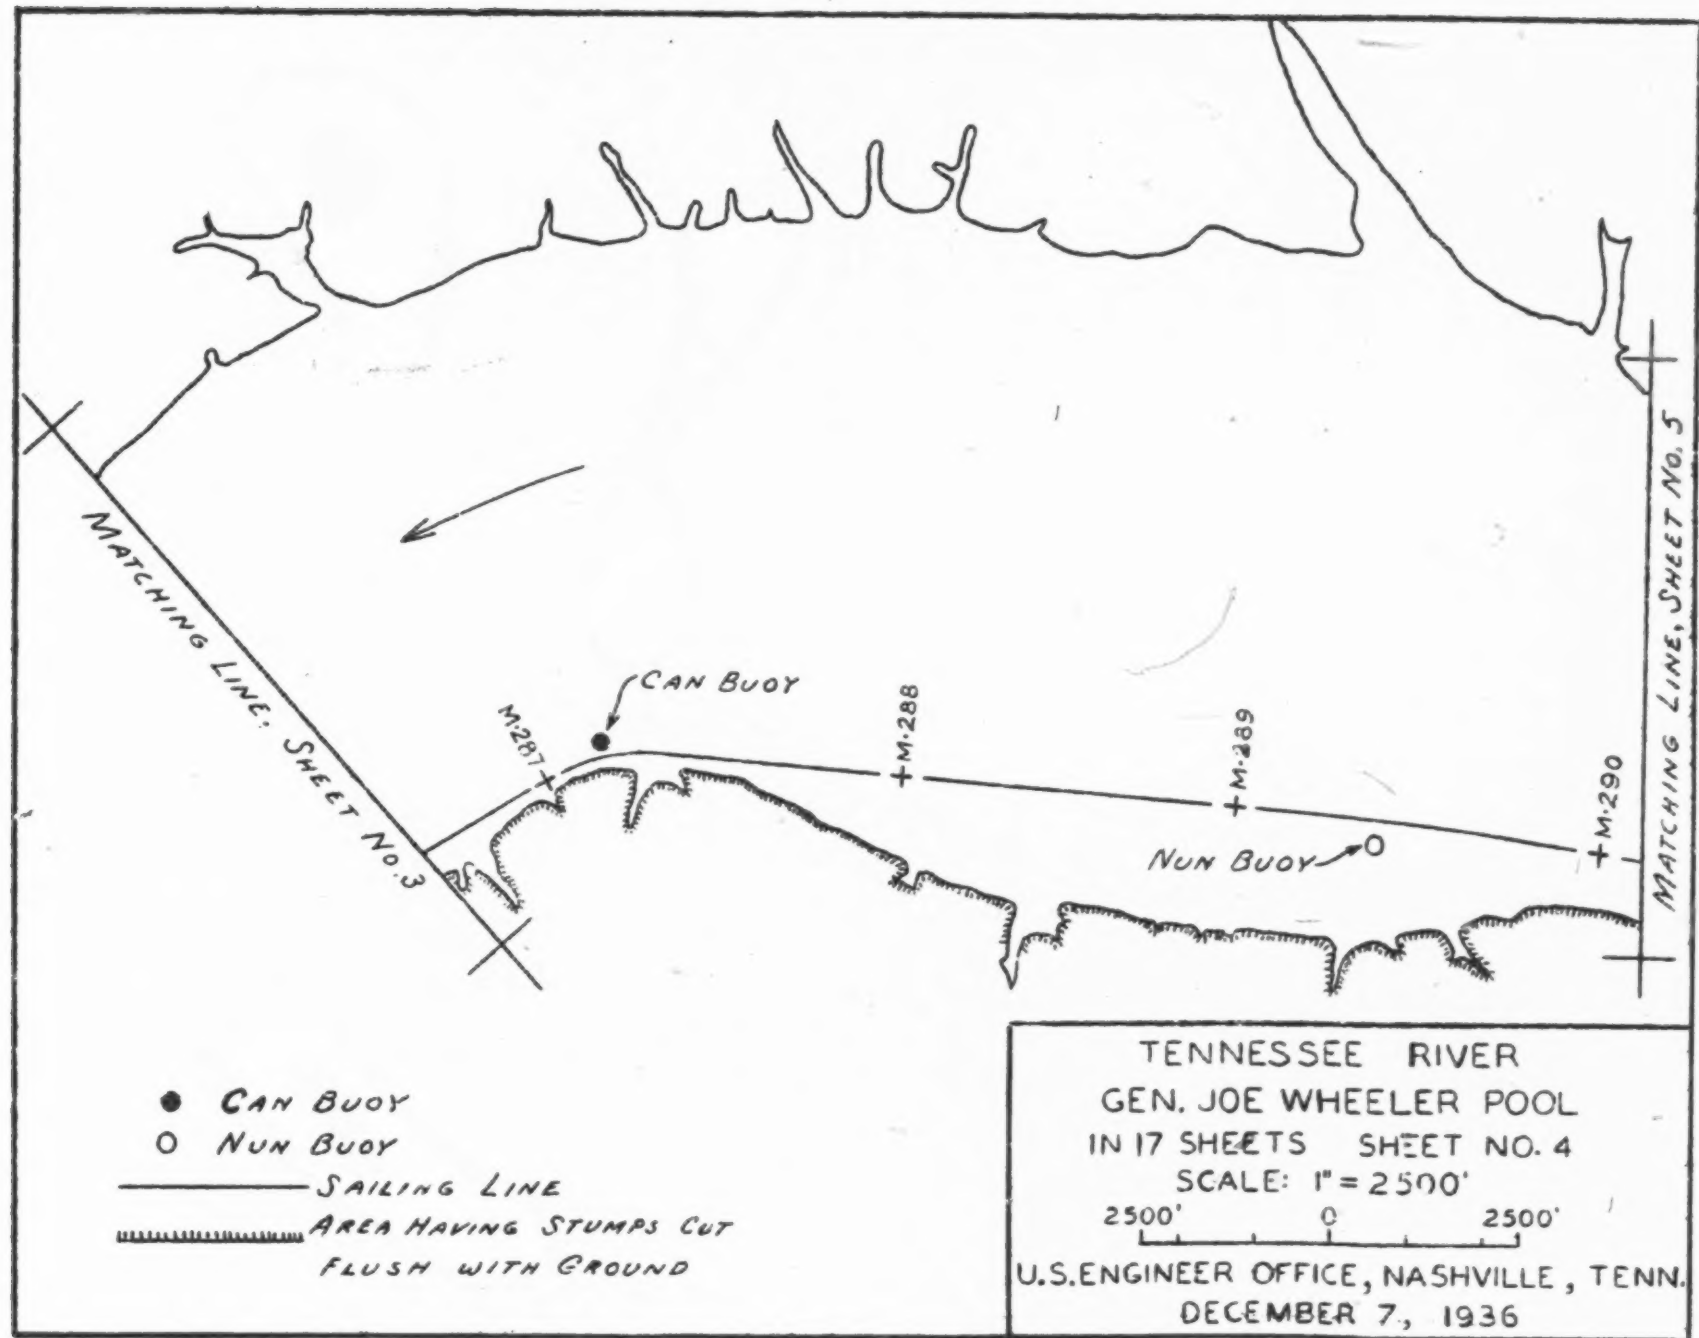 MATCHING LINE, SHEET NO. 3
CAN BUOY
M-287
M-288
M-289
M-290
NUN BUOY
MATCHING LINE, SHEET NO. 5
CAN BUOY
NUN BUOY
SAILING LINE
AREA HAVING STUMPS CUT
FLUSH WITH GROUND
TENNESSEE RIVER
GEN. JOE WHEELER POOL
IN 17 SHEETS SHEET NO. 4
SCALE: 1" = 2500'
2500' 0 2500'
U.S. ENGINEER OFFICE, NASHVILLE, TENN.
DECEMBER 7, 1936